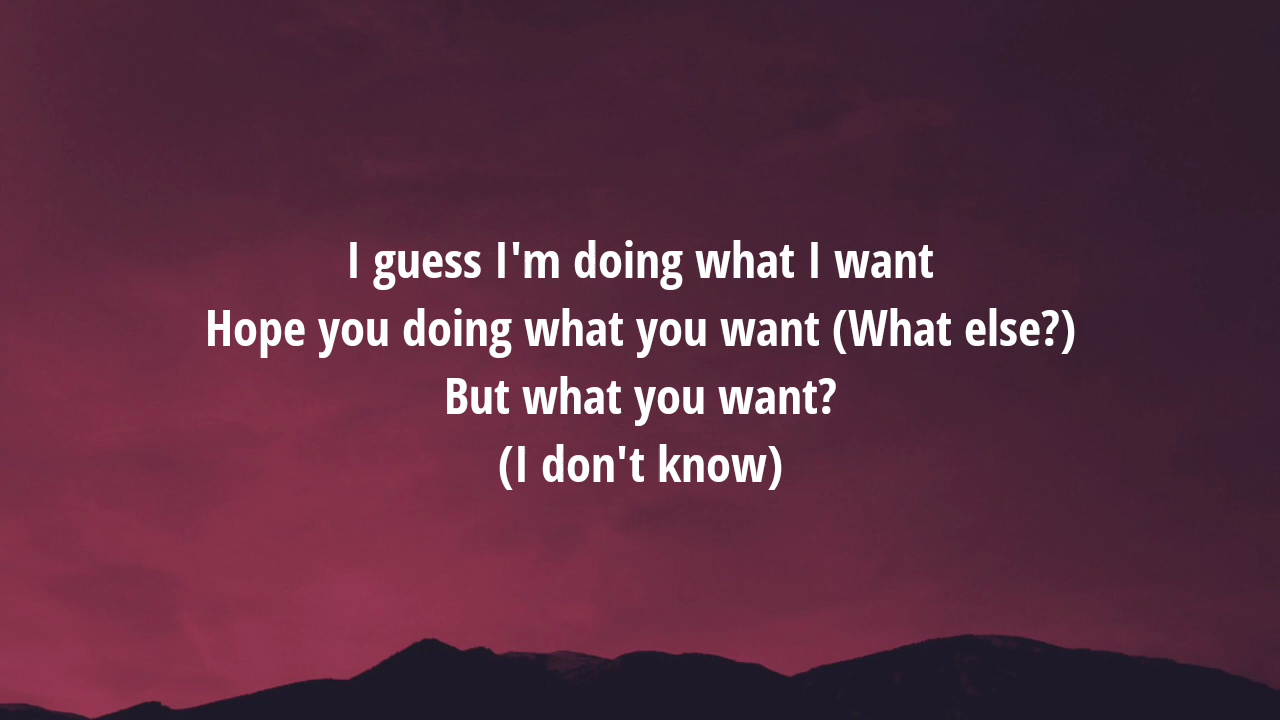 I guess I'm doing what I want
Hope you doing what you want (What else?)
But what you want?
(I don't know)